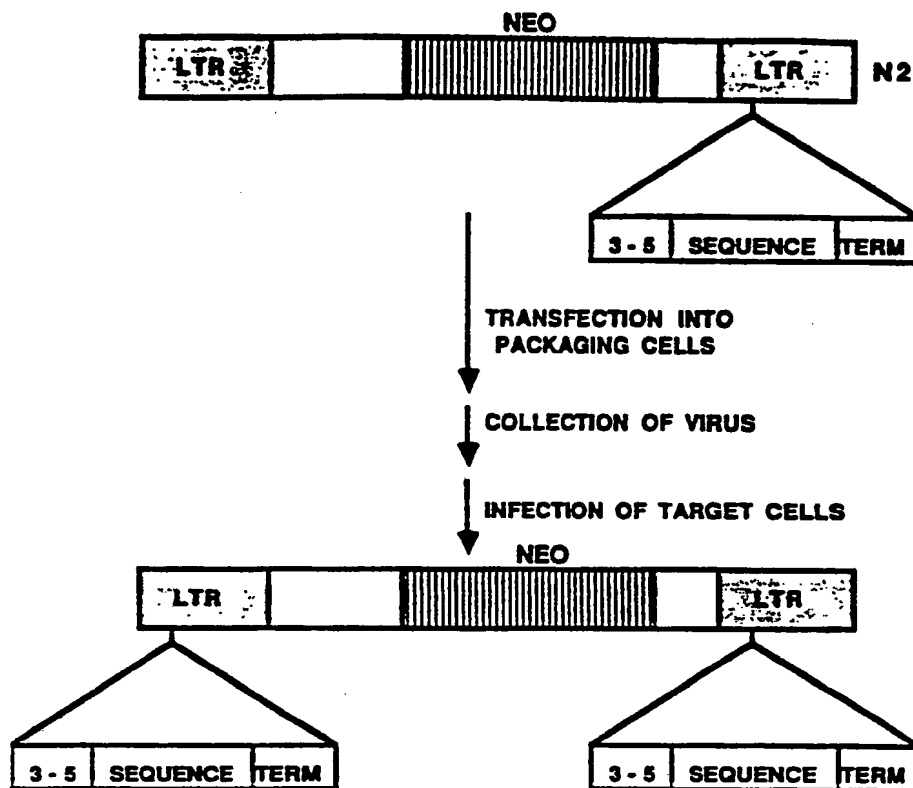 NEO
LTR LTR N2
3 - 5 SEQUENCE TERM
TRANSFECTION INTO
PACKAGING CELLS
COLLECTION OF VIRUS
INFECTION OF TARGET CELLS
NEO
LTR LTR
3 - 5 SEQUENCE TERM 3 - 5 SEQUENCE TERM